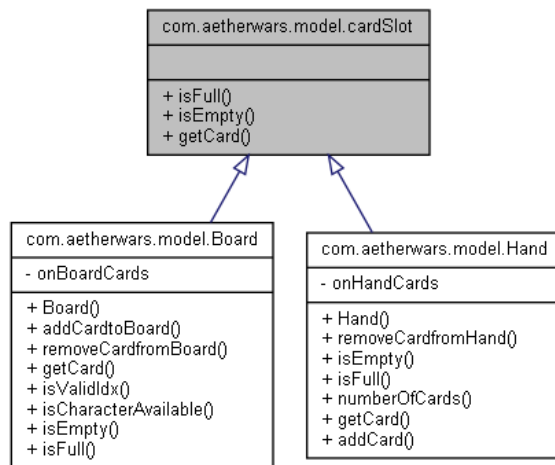 com.aetherwars.model.cardSlot
+ isFull()
+ isEmpty()
+ getCard()
com.aetherwars.model.Board
- onBoardCards
+ Board()
+ addCardtoBoard()
+ removeCardfromBoard()
+ getCard()
+ isValidIdx()
+ isCharacterAvailable()
+ isEmpty()
+ isFull()
com.aetherwars.model.Hand
- onHandCards
+ Hand()
+ removeCardfromHand()
+ isEmpty()
+ isFull()
+ numberOfCards()
+ getCard()
+ addCard()